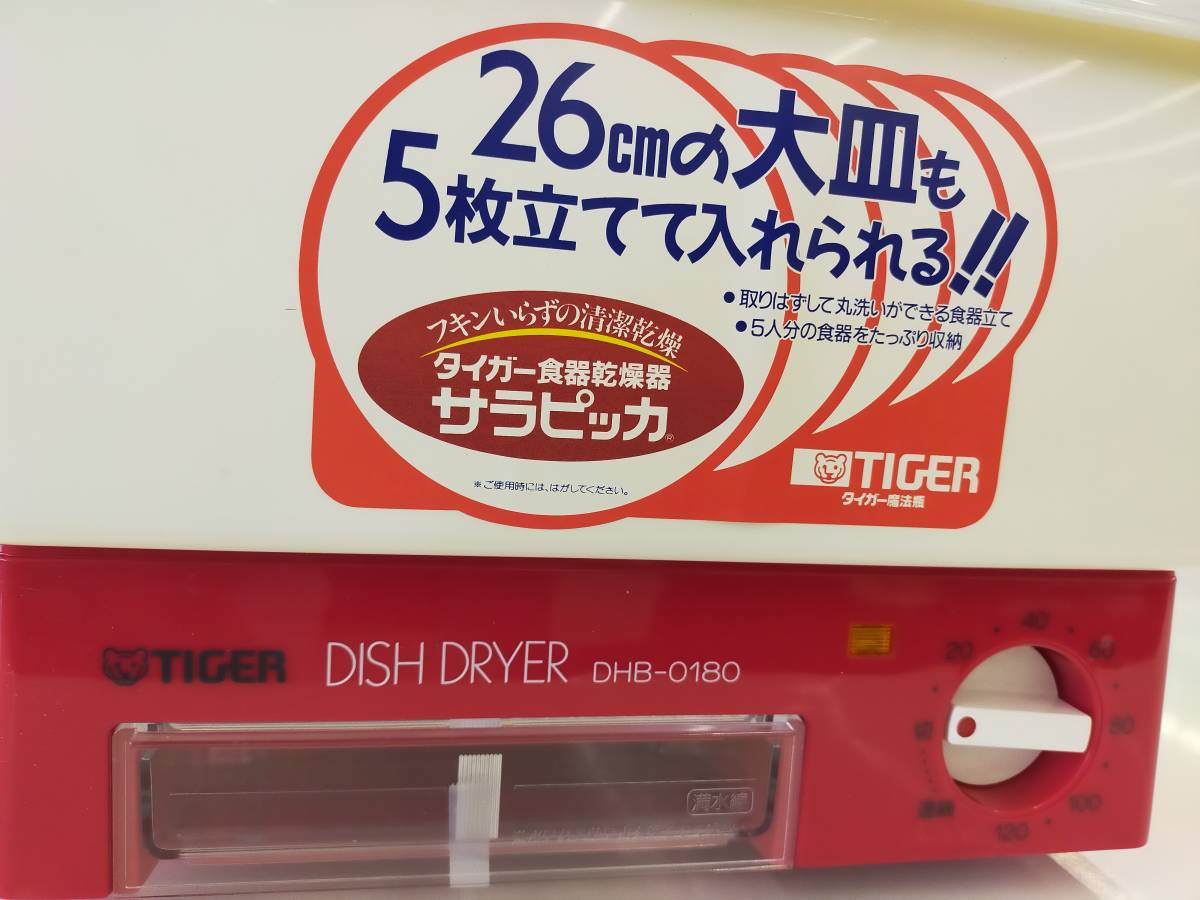 26cmの大皿も
5枚立てて入れられる!!
●取りはずして丸洗いができる食器立て
●5人分の食器をたっぷり収納
フキンいらずの清潔乾燥
タイガー食器乾燥器
サラピッカ®
※ご使用時には、はがしてください。
TIGER
タイガー魔法瓶
TIGER DISH DRYER DHB-0180
20 40 60 80 100 120
満水線